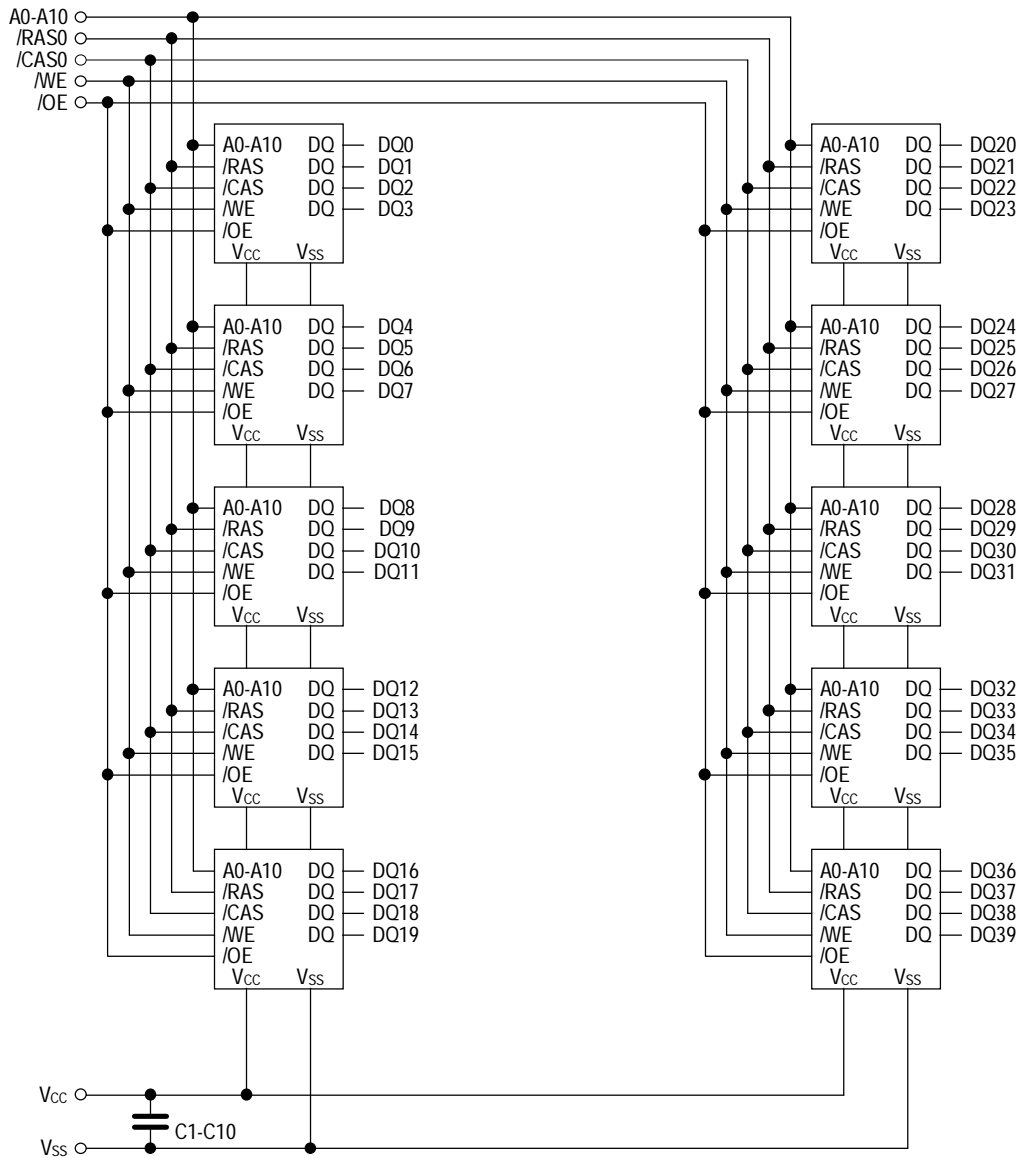 A0-A10
/RAS0
/CAS0
/WE
/OE
A0-A10 DQ DQ0
/RAS DQ DQ1
/CAS DQ DQ2
/WE DQ DQ3
/OE
VCC VSS
A0-A10 DQ DQ20
/RAS DQ DQ21
/CAS DQ DQ22
/WE DQ DQ23
/OE
VCC VSS
A0-A10 DQ DQ4
/RAS DQ DQ5
/CAS DQ DQ6
/WE DQ DQ7
/OE
VCC VSS
A0-A10 DQ DQ24
/RAS DQ DQ25
/CAS DQ DQ26
/WE DQ DQ27
/OE
VCC VSS
A0-A10 DQ DQ8
/RAS DQ DQ9
/CAS DQ DQ10
/WE DQ DQ11
/OE
VCC VSS
A0-A10 DQ DQ28
/RAS DQ DQ29
/CAS DQ DQ30
/WE DQ DQ31
/OE
VCC VSS
A0-A10 DQ DQ12
/RAS DQ DQ13
/CAS DQ DQ14
/WE DQ DQ15
/OE
VCC VSS
A0-A10 DQ DQ32
/RAS DQ DQ33
/CAS DQ DQ34
/WE DQ DQ35
/OE
VCC VSS
A0-A10 DQ DQ16
/RAS DQ DQ17
/CAS DQ DQ18
/WE DQ DQ19
/OE
VCC VSS
A0-A10 DQ DQ36
/RAS DQ DQ37
/CAS DQ DQ38
/WE DQ DQ39
/OE
VCC VSS
VCC
C1-C10
VSS